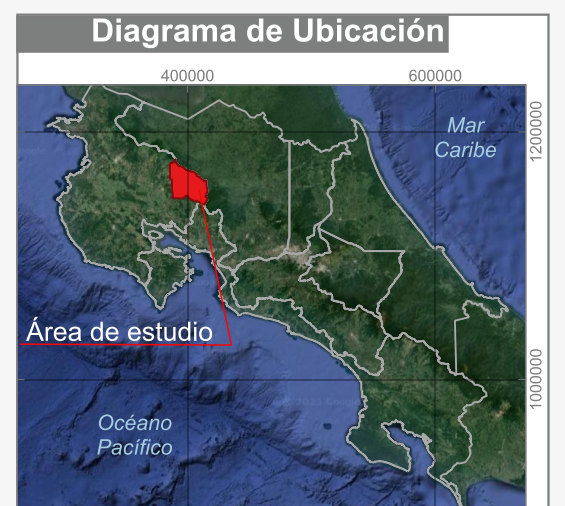 Diagrama de Ubicación
400000
600000
1200000
Mar
Caribe
Área de estudio
1000000
Océano
Pacífico